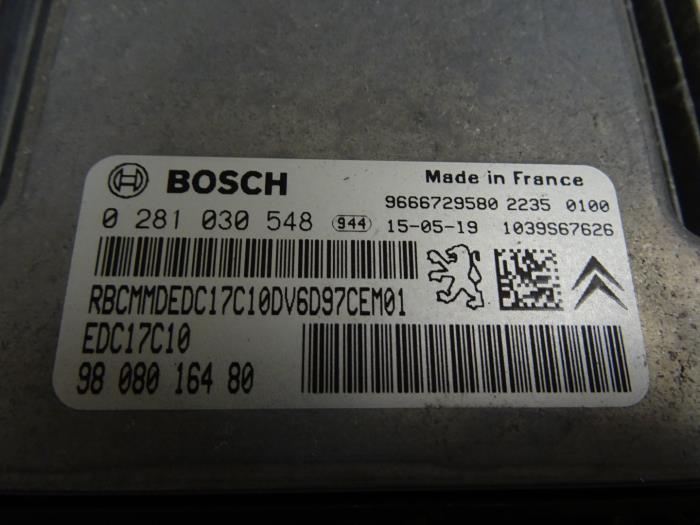 BOSCH Made in France
9666729580 2235 0100
0 281 030 548 944 15-05-19 1039S67626
RBCMMDEDC17C10DV6D97CEM01
EDC17C10
98 080 164 80